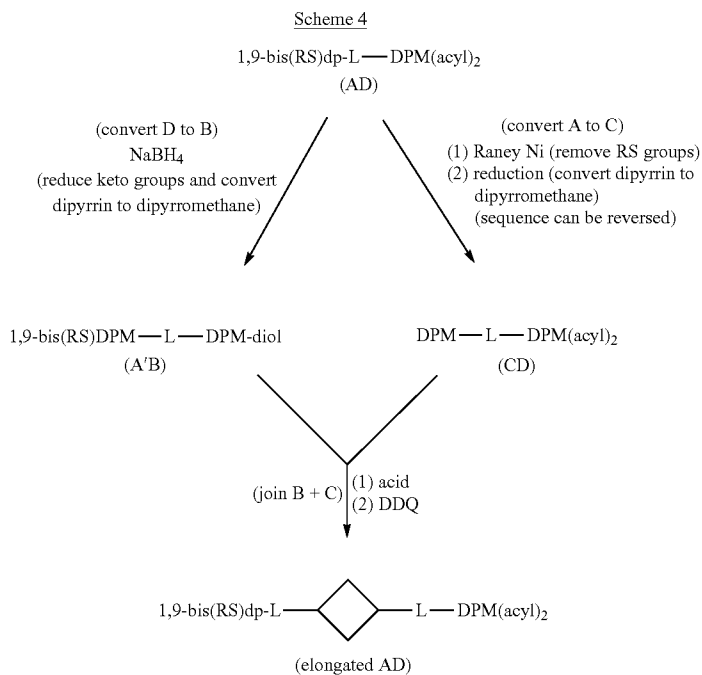 Scheme 4
1,9-bis(RS)dp-L—DPM(acyl)₂
(AD)
(convert D to B)
NaBH₄
(reduce keto groups and convert
dipyrrin to dipyrromethane)
(convert A to C)
(1) Raney Ni (remove RS groups)
(2) reduction (convert dipyrrin to
dipyrromethane)
(sequence can be reversed)
1,9-bis(RS)DPM—L—DPM-diol
(A'B)
DPM—L—DPM(acyl)₂
(CD)
(join B + C)
(1) acid
(2) DDQ
1,9-bis(RS)dp-L— —L—DPM(acyl)₂
(elongated AD)